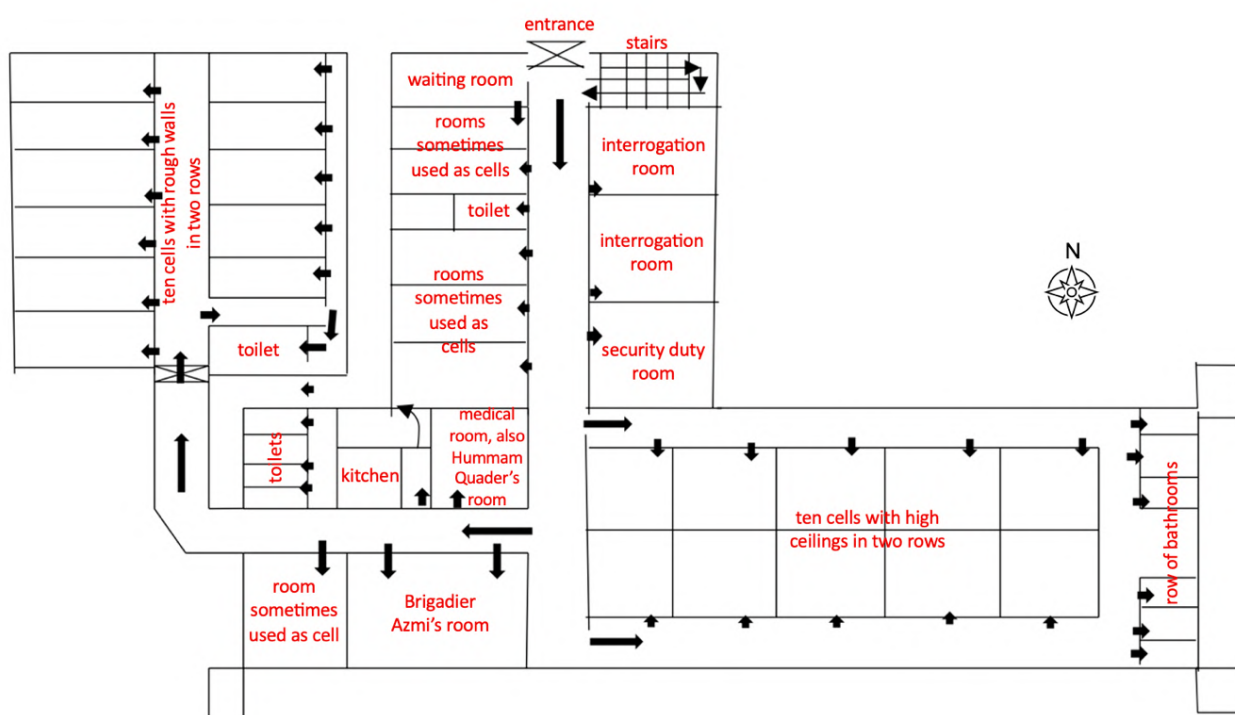 entrance
stairs
waiting room
rooms
sometimes
used as cells
toilet
rooms
sometimes
used as
cells
interrogation
room
interrogation
room
security duty
room
N
ten cells with rough walls
in two rows
toilet
toilets
kitchen
medical
room, also
Hummam
Quader's
room
ten cells with high
ceilings in two rows
row of bathrooms
room
sometimes
used as cell
Brigadier
Azmi's room